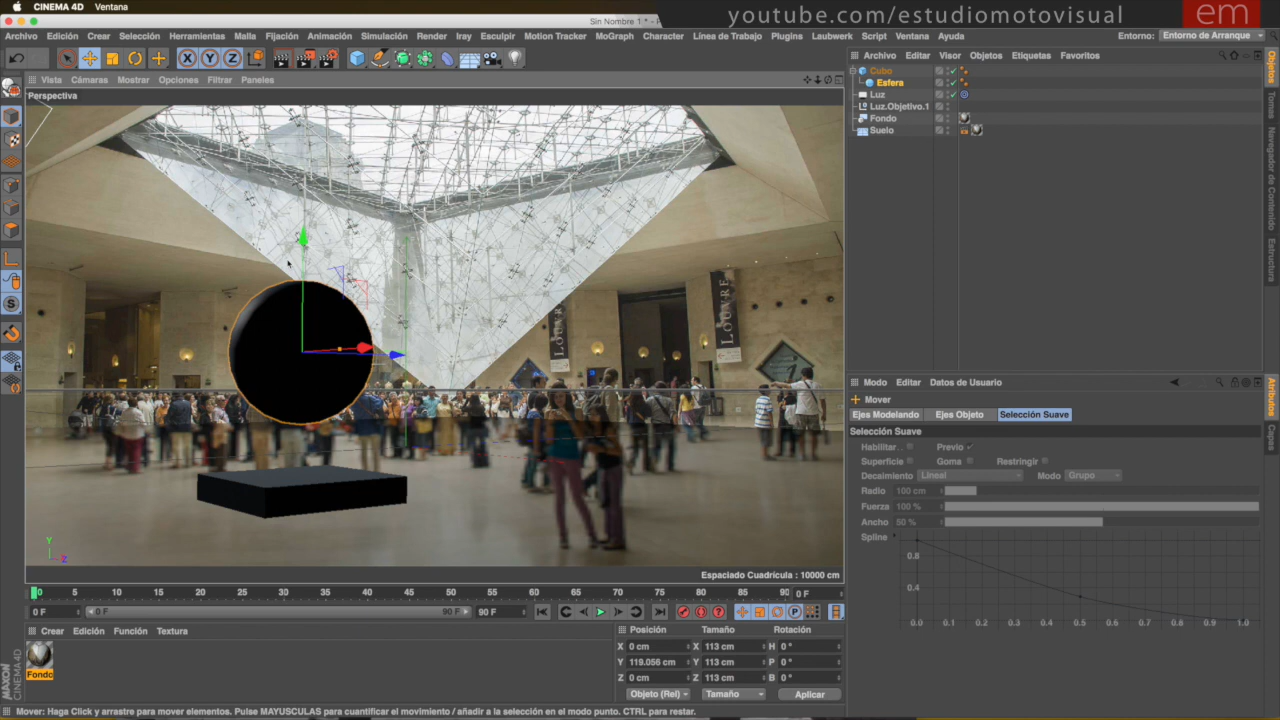 CINEMA 4D Ventana
youtube.com/estudiomotovisual em
Sin Nombre 1 * -
Archivo Edición Crear Selección Herramientas Malla Fijación Animación Simulación Render Iray Esculpir Motion Tracker MoGraph Character Línea de Trabajo Plugins Laubwerk Script Ventana Ayuda Entorno: Entorno de Arranque
X Y Z
Archivo Editar Visor Objetos Etiquetas Favoritos
Cubo
Esfera
Luz
Luz.Objetivo.1
Fondo
Suelo
Objetos
Tomas
Navegador de Contenido
Estructura
Vista Cámaras Mostrar Opciones Filtrar Paneles
Perspectiva
LOUVRE
LOUVRE
Y
Z
Espaciado Cuadrícula : 10000 cm
Modo Editar Datos de Usuario
Mover
Ejes Modelando Ejes Objeto Selección Suave
Selección Suave
Habilitar . . Previo
Superficie Goma Restringir
Decaimiento Lineal Modo Grupo
Radio 100 cm
Fuerza 100 %
Ancho 50 %
Spline
0.8
0.4
0.0 0.1 0.2 0.3 0.4 0.5 0.6 0.7 0.8 0.9 1.0
Atributos
Capas
0 5 10 15 20 25 30 35 40 45 50 55 60 65 70 75 80 85 90 0 F
0 F 0 F 90 F 90 F
Crear Edición Función Textura
Fondo
Posición Tamaño Rotación
X 0 cm X 113 cm H 0 °
Y 119.056 cm Y 113 cm P 0 °
Z 0 cm Z 113 cm B 0 °
Objeto (Rel) Tamaño Aplicar
MAXON CINEMA 4D
Mover: Haga Click y arrastre para mover elementos. Pulse MAYUSCULAS para cuantificar el movimiento / añadir a la selección en el modo punto. CTRL para restar.